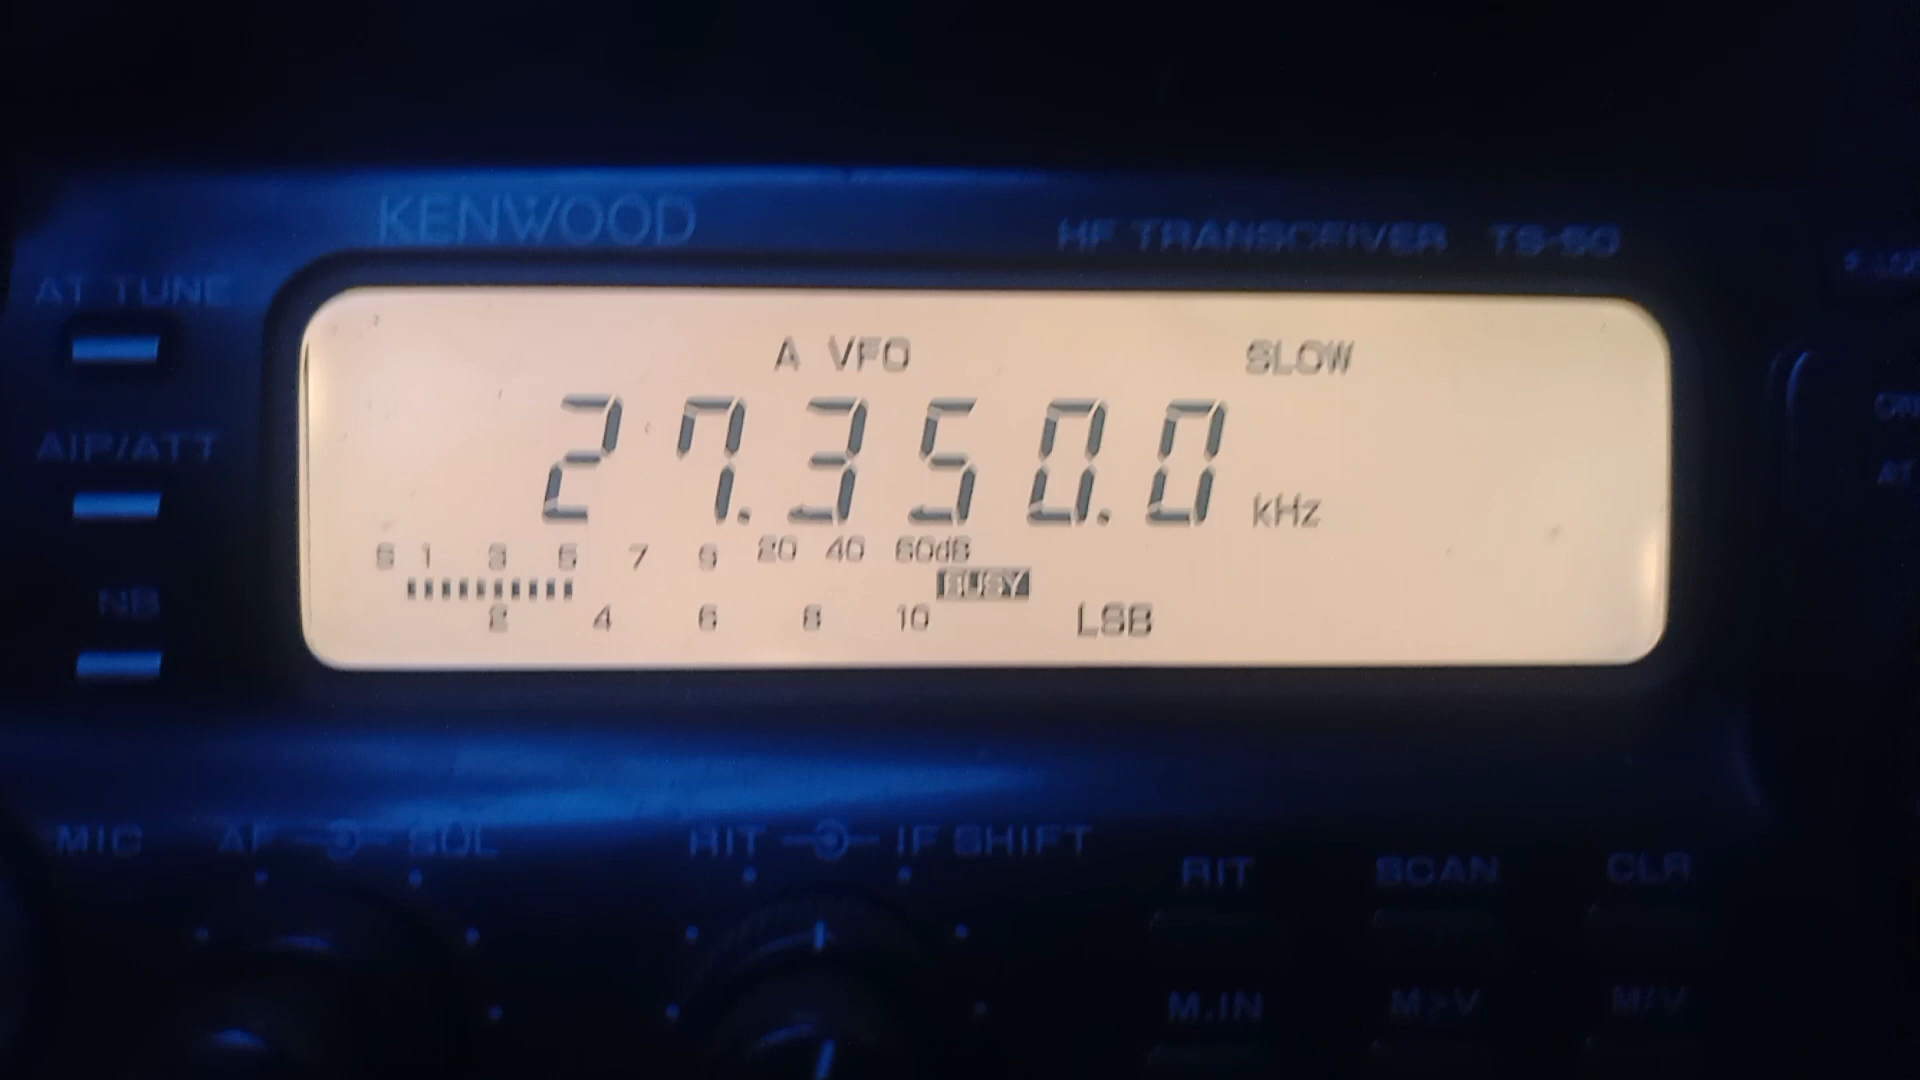 KENWOOD
HF TRANSCEIVER TS-50
AT TUNE
A VFO SLOW
27.350.0 kHz
AIP/ATT
S 1 3 5 7 9 20 40 60dB
BUSY
NB
2 4 6 8 10 LSB
MIC AF SQL RIT IF SHIFT
RIT SCAN CLR
M.IN M>V M/V